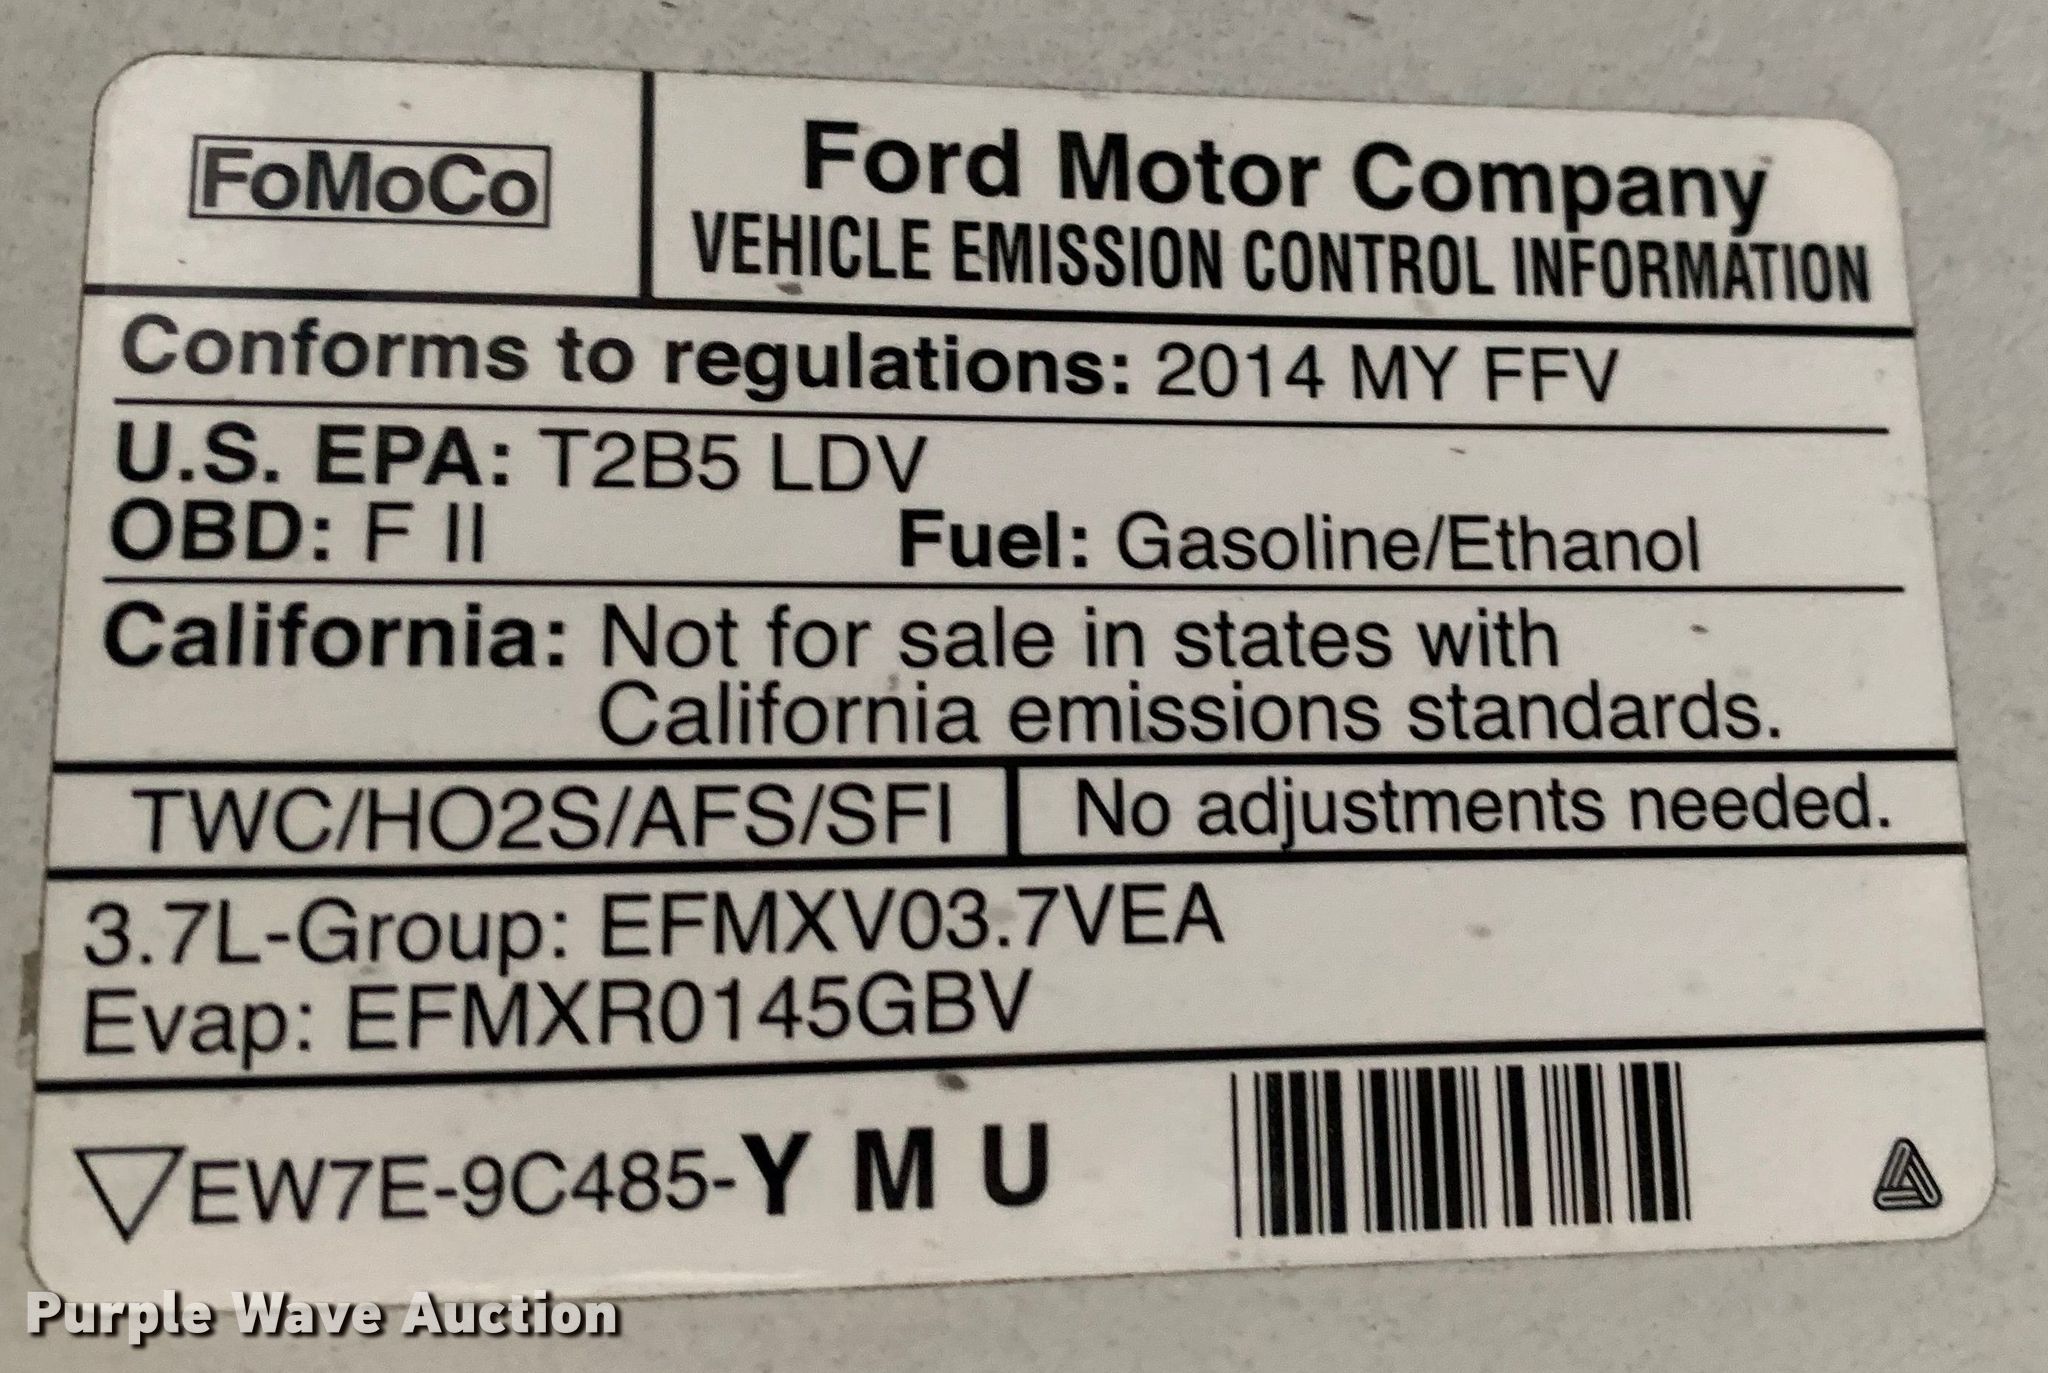 FoMoCo
Ford Motor Company
VEHICLE EMISSION CONTROL INFORMATION
Conforms to regulations: 2014 MY FFV
U.S. EPA: T2B5 LDV
OBD: F II Fuel: Gasoline/Ethanol
California: Not for sale in states with
California emissions standards.
TWC/HO2S/AFS/SFI No adjustments needed.
3.7L-Group: EFMXV03.7VEA
Evap: EFMXR0145GBV
EW7E-9C485-Y M U
Purple Wave Auction